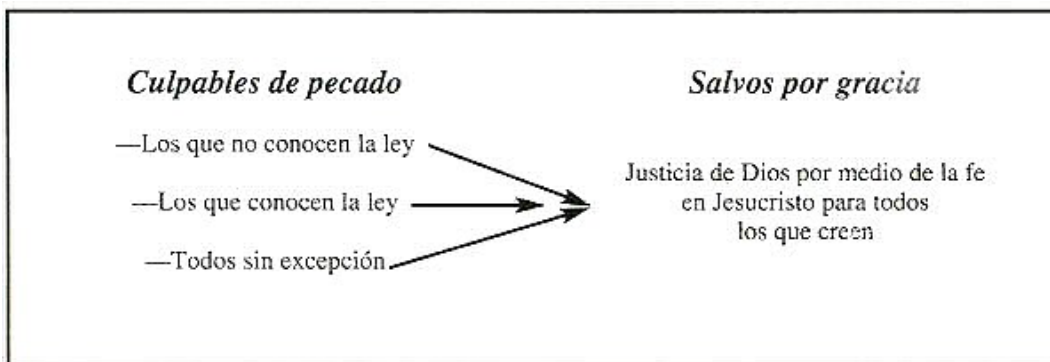 Culpables de pecado
—Los que no conocen la ley
—Los que conocen la ley
—Todos sin excepción
Salvos por gracia
Justicia de Dios por medio de la fe
en Jesucristo para todos
los que creen